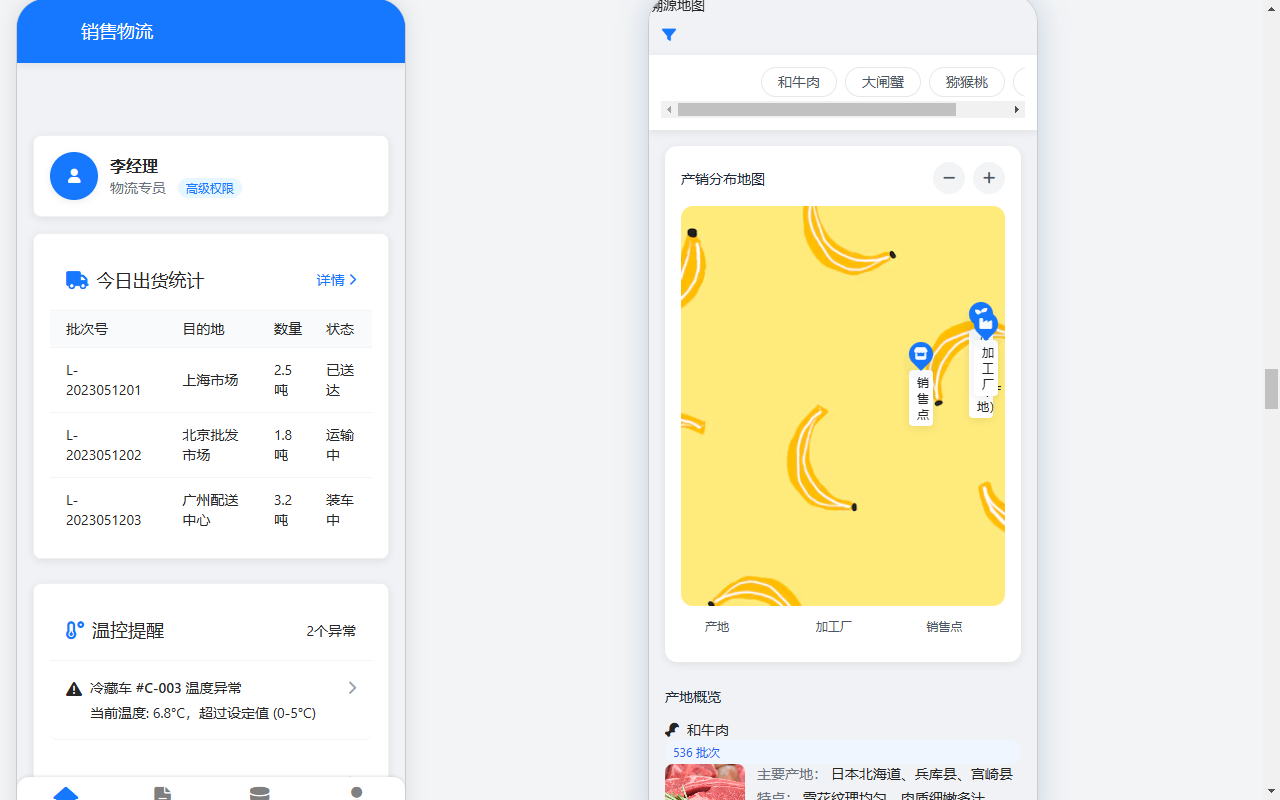 销售物流
李经理
物流专员 高级权限
今日出货统计 详情
批次号 目的地 数量 状态
L-2023051201 上海市场 2.5吨 已送达
L-2023051202 北京批发市场 1.8吨 运输中
L-2023051203 广州配送中心 3.2吨 装车中
温控提醒 2个异常
冷藏车 #C-003 温度异常
当前温度: 6.8°C，超过设定值 (0-5°C)
溯源地图
和牛肉 大闸蟹 猕猴桃
产销分布地图
加工厂
地）
销售点
产地 加工厂 销售点
产地概览
和牛肉
536 批次
主要产地： 日本北海道、兵库县、宫崎县
特点： 雪花纹理均匀，肉质细嫩多汁